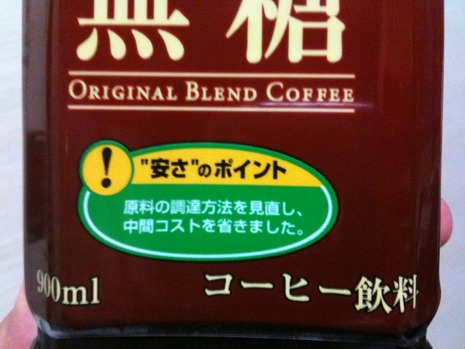 無糖
ORIGINAL BLEND COFFEE
! "安さ"のポイント
原料の調達方法を見直し、
中間コストを省きました。
900ml コーヒー飲料